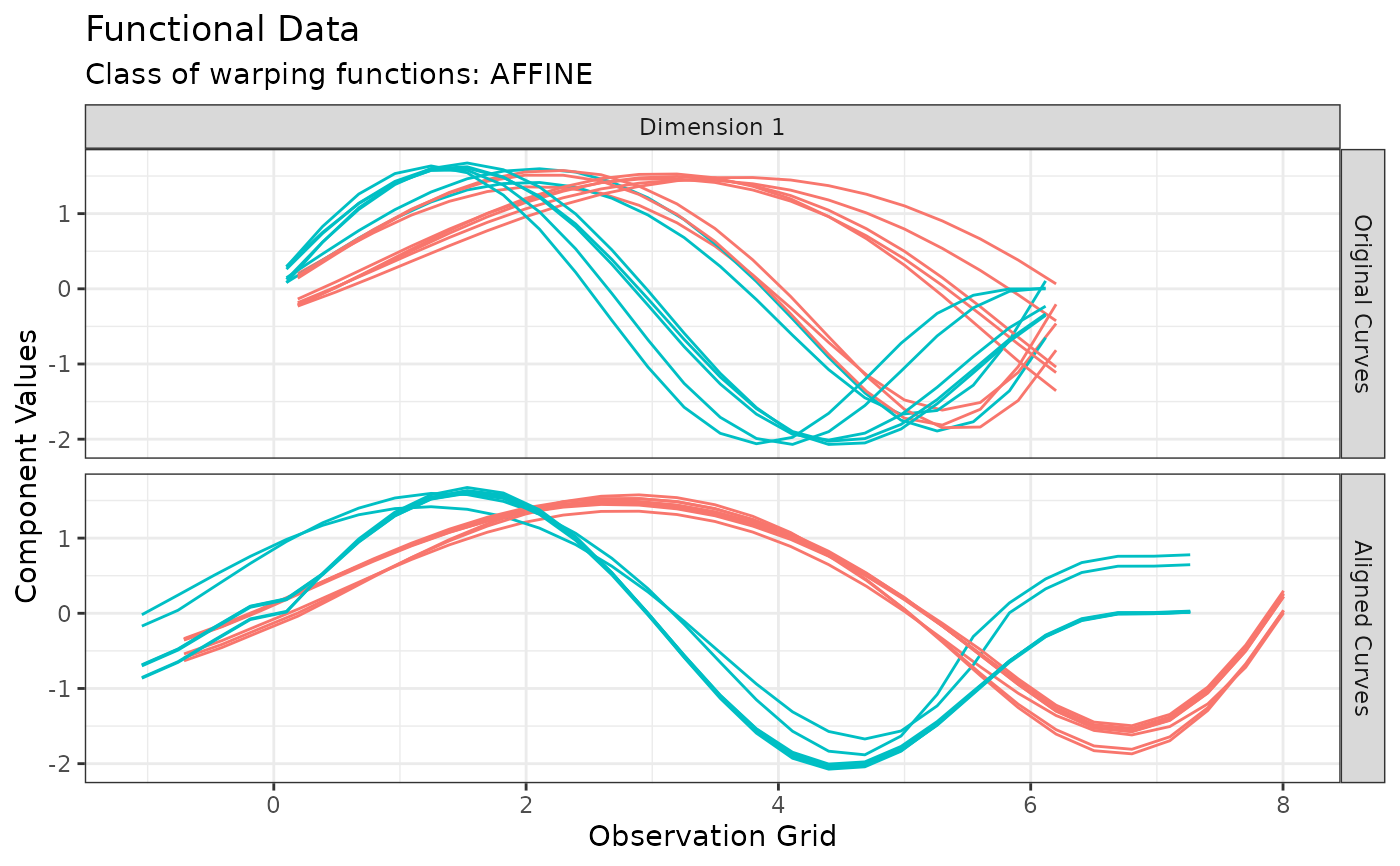 Functional Data
Class of warping functions: AFFINE
Dimension 1
Component Values
1
0
-1
-2
Original Curves
1
0
-1
-2
Aligned Curves
0
2
4
6
8
Observation Grid